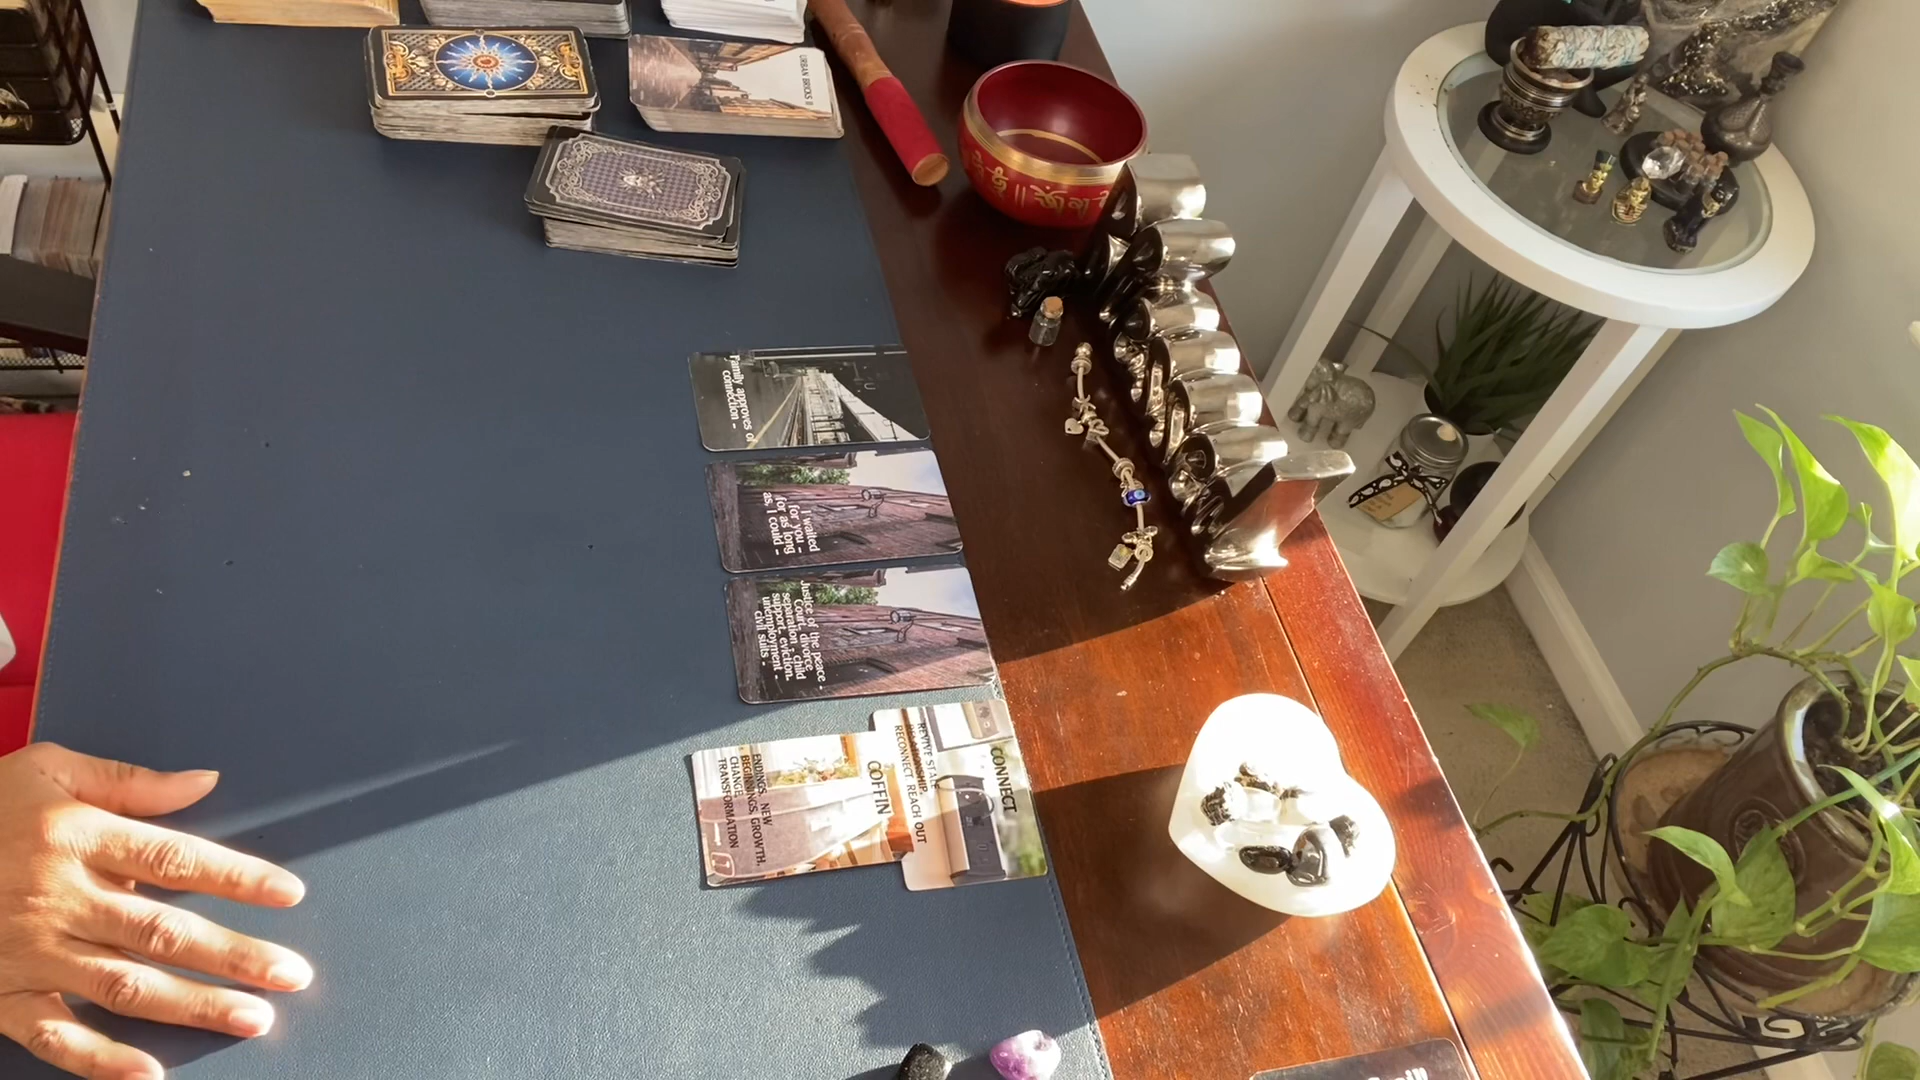 URBAN BRICKS II
Family approves of
connection -
I waited
for you -
for as long
as, I could -
Justice of the peace -
Court, divorce
separation, child
support, eviction,
unemployment -
civil suits -
CONNECT
REVIVE STALE
RECONNECT REACH OUT
COFFIN
ENDINGS, NEW
BEGINNINGS, GROWTH,
CHANGE,
TRANSFORMATION